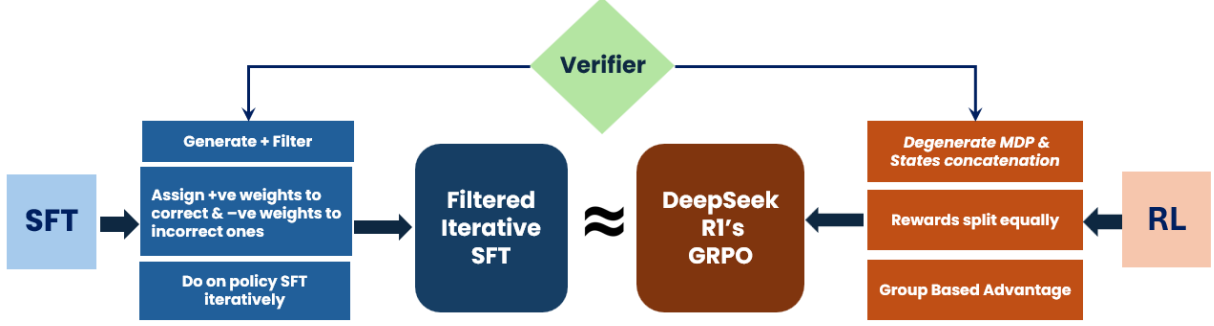 Verifier
SFT
Generate + Filter
Assign +ve weights to
correct & –ve weights to
incorrect ones
Do on policy SFT
iteratively
Filtered
Iterative
SFT
≈
DeepSeek
R1's
GRPO
Degenerate MDP &
States concatenation
Rewards split equally
Group Based Advantage
RL